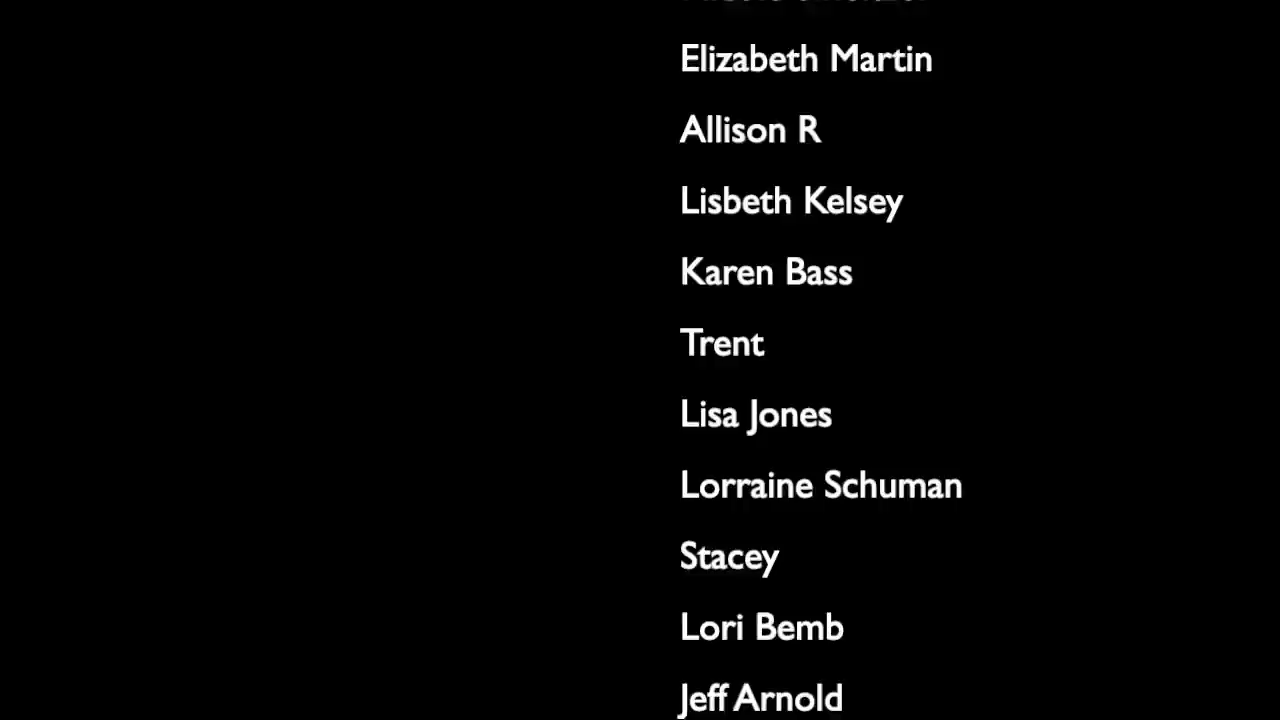 Elizabeth Martin
Allison R
Lisbeth Kelsey
Karen Bass
Trent
Lisa Jones
Lorraine Schuman
Stacey
Lori Bemb
Jeff Arnold